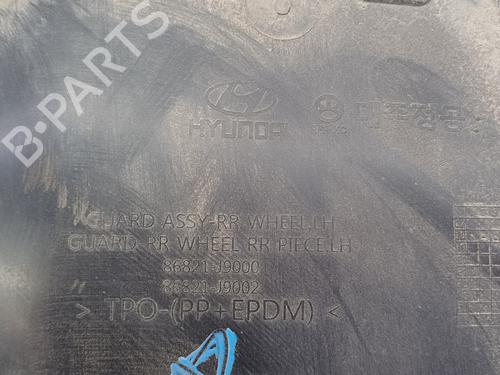 B-PARTS
HYUNDAI
GUARD ASSY-RR WHEEL,LH
GUARD-RR WHEEL RR PIECE,LH
86821-J9000
" 86821-J9002
> TPO-(PP+EPDM) <